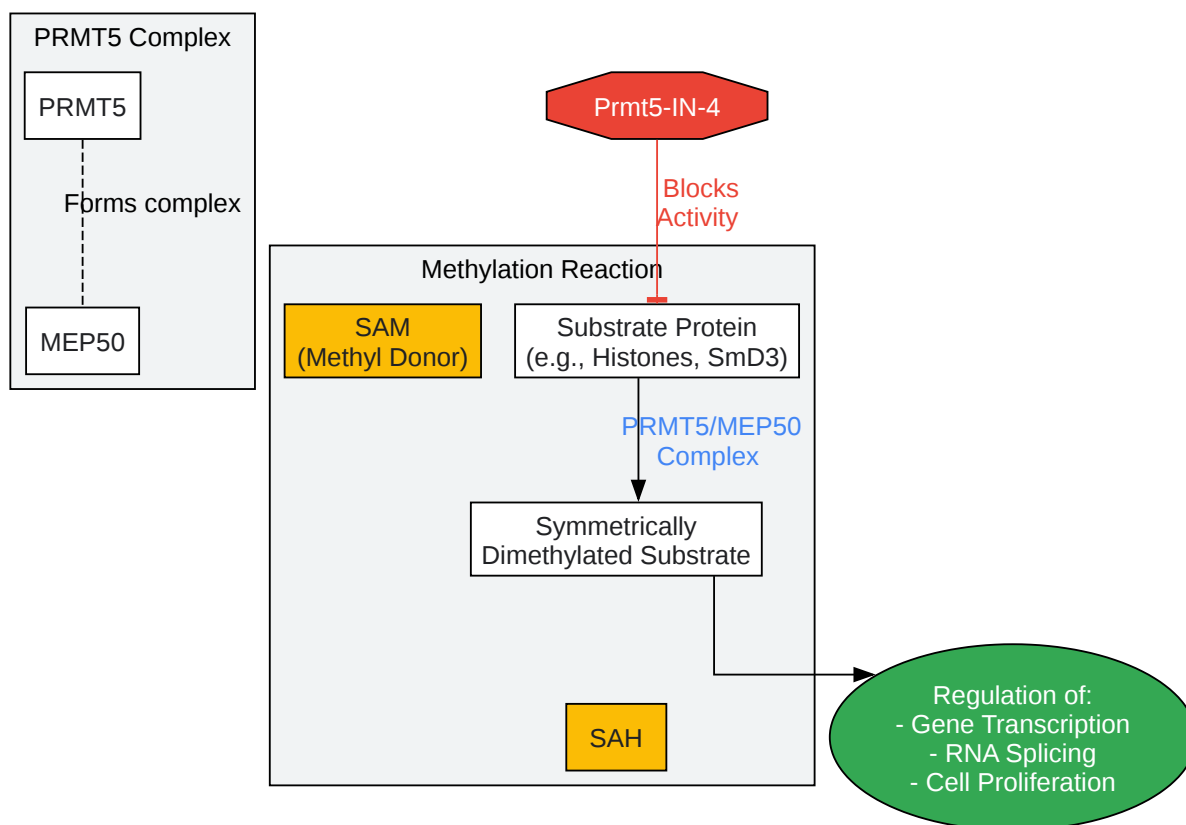 PRMT5 Complex
PRMT5
Forms complex
MEP50
Prmt5-IN-4
Blocks
Activity
Methylation Reaction
SAM
(Methyl Donor)
Substrate Protein
(e.g., Histones, SmD3)
PRMT5/MEP50
Complex
Symmetrically
Dimethylated Substrate
SAH
Regulation of:
- Gene Transcription
- RNA Splicing
- Cell Proliferation